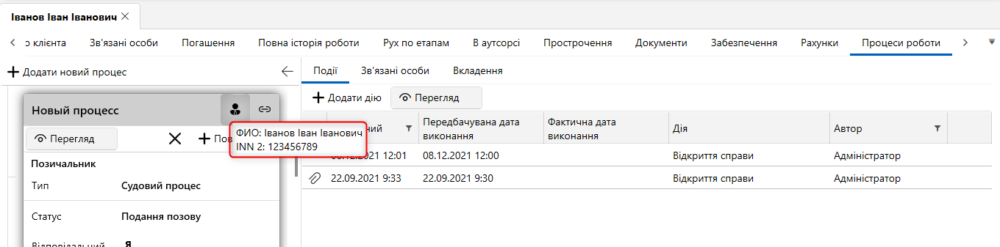 Іванов Іван Іванович
о клієнта Зв'язані особи Погашення Повна історія роботи Рух по етапам В аутсорсі Прострочення Документи Забезпечення Рахунки Процеси роботи
Додати новий процес
Новый процесс
Перегляд
Пов
ФИО: Іванов Іван Іванович
INN 2: 123456789
Позичальник
Тип Судовий процес
Статус Подання позову
Відповідальний Я
Події Зв'язані особи Вкладення
Додати дію Перегляд
ний Передбачувана дата виконання Фактична дата виконання Дія Автор
08.12.2021 12:01 08.12.2021 12:00 Відкриття справи Адміністратор
22.09.2021 9:33 22.09.2021 9:30 Відкриття справи Адміністратор